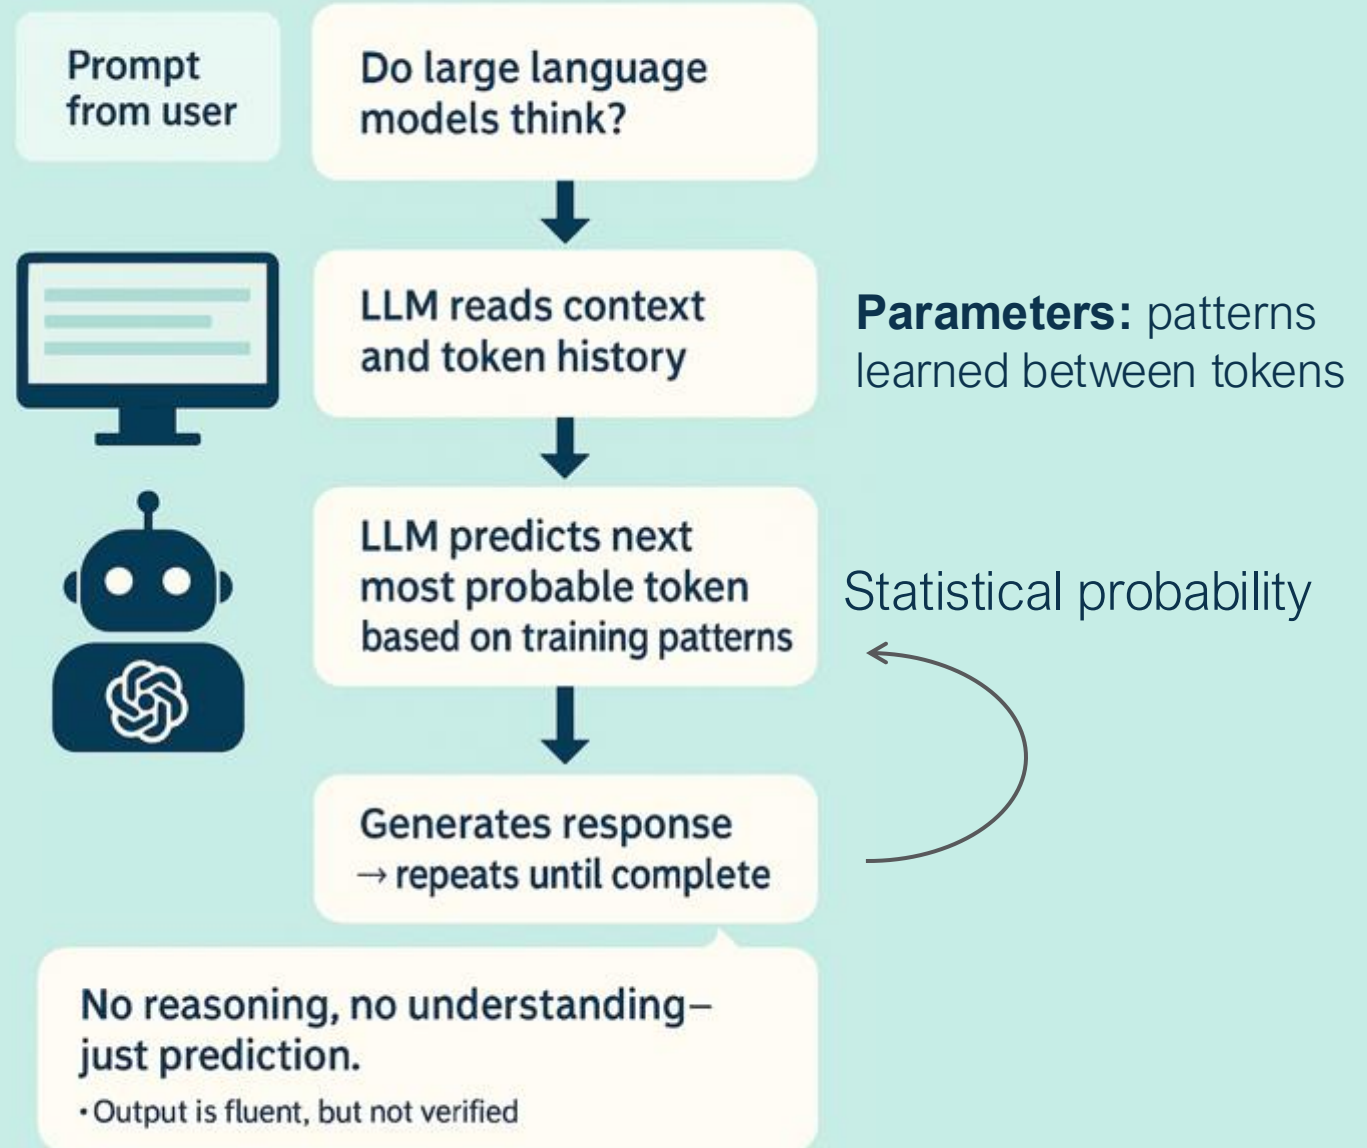 Prompt
from user
Do large language
models think?
LLM reads context
and token history
Parameters: patterns
learned between tokens
LLM predicts next
most probable token
based on training patterns
Statistical probability
Generates response
→ repeats until complete
No reasoning, no understanding–
just prediction.
• Output is fluent, but not verified